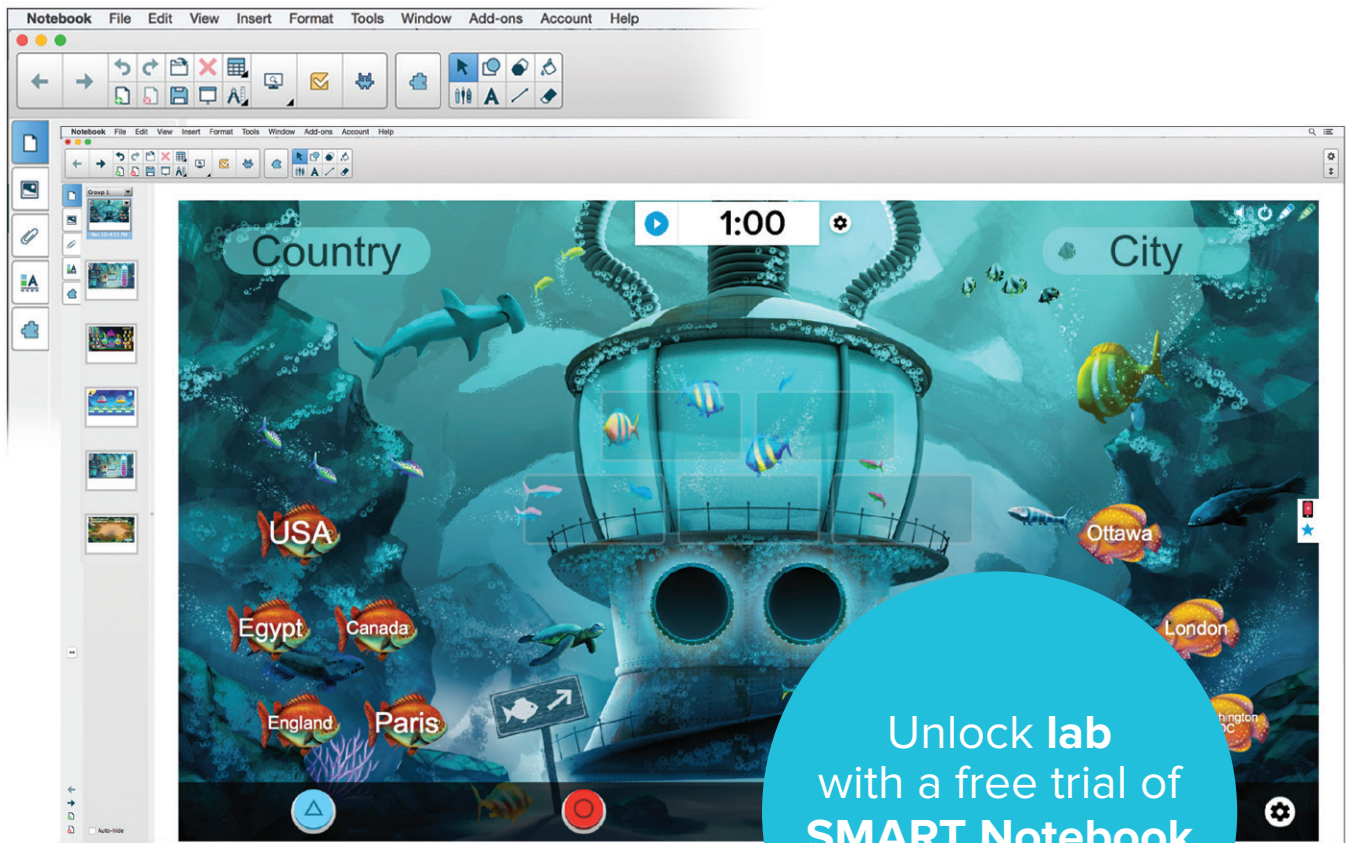 Notebook File Edit View Insert Format Tools Window Add-ons Account Help
Notebook File Edit View Insert Format Tools Window Add-ons Account Help
Group 1
1:00
Country
City
USA
Ottawa
Egypt
Canada
London
England
Paris
Unlock lab
with a free trial of
SMART Notebook
Auto-hide